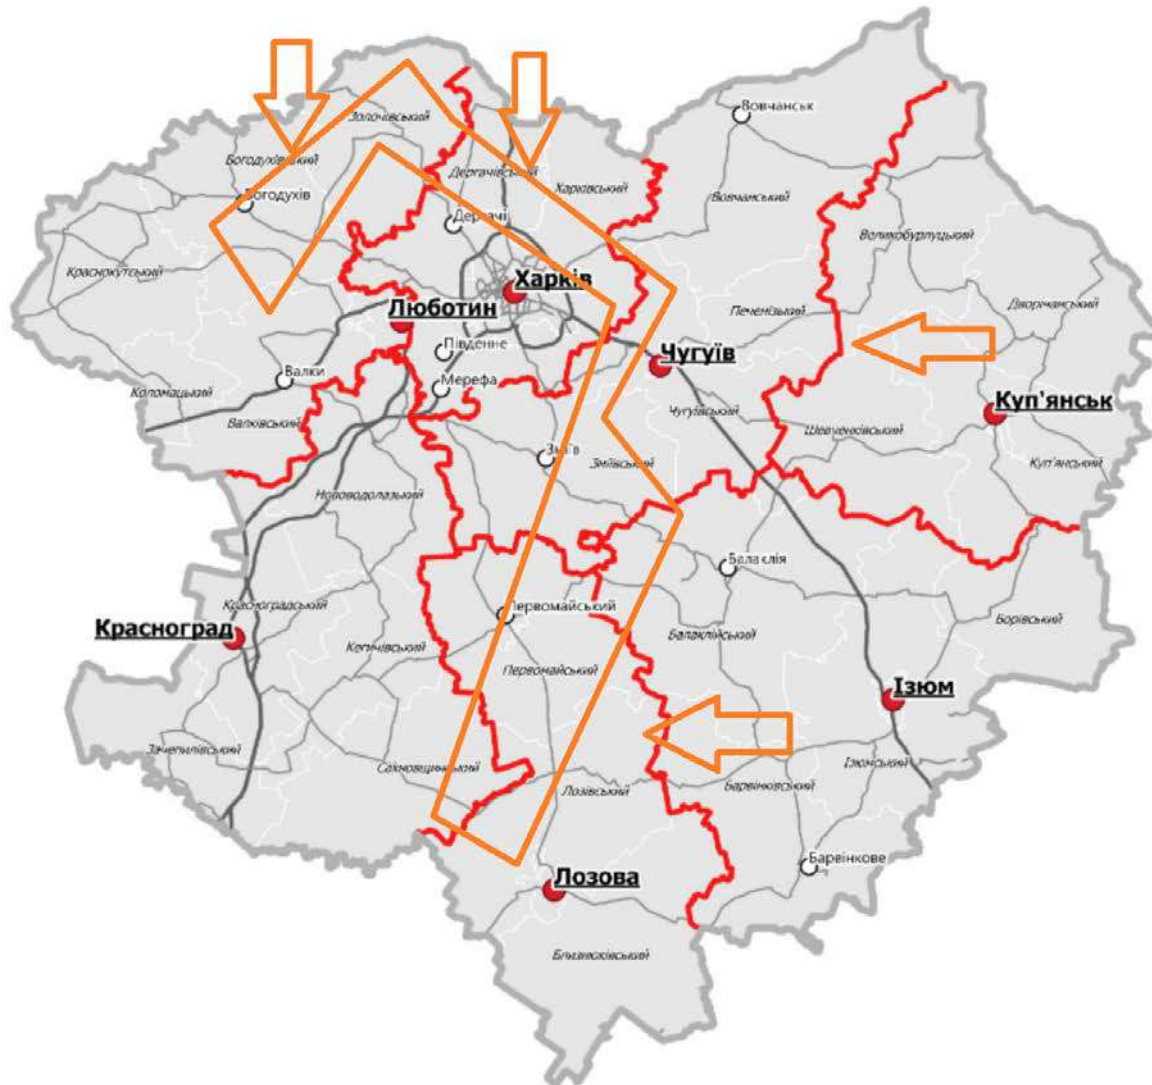 Вовчанськ
Золочівський
Богодухівський
Дергачівський
Харківський
Богодухів
Вовчанський
Дергачі
Великобурлуцький
Краснокутський
Харків
Дворічанський
Люботин
Печенізький
Південне
Чугуїв
Валки
Мерефа
Коломацький
Куп'янськ
Чугуївський
Валківський
Шевченківський
Зміїв
Зміївський
Куп'янський
Нововодолазький
Балаклія
Красноградський
Первомайський
Борівський
Красноград
Балаклійський
Кегичівський
Первомайський
Ізюм
Зачепилівський
Ізюмський
Сахновщинський
Барвінківський
Лозівський
Барвінкове
Лозова
Близнюківський